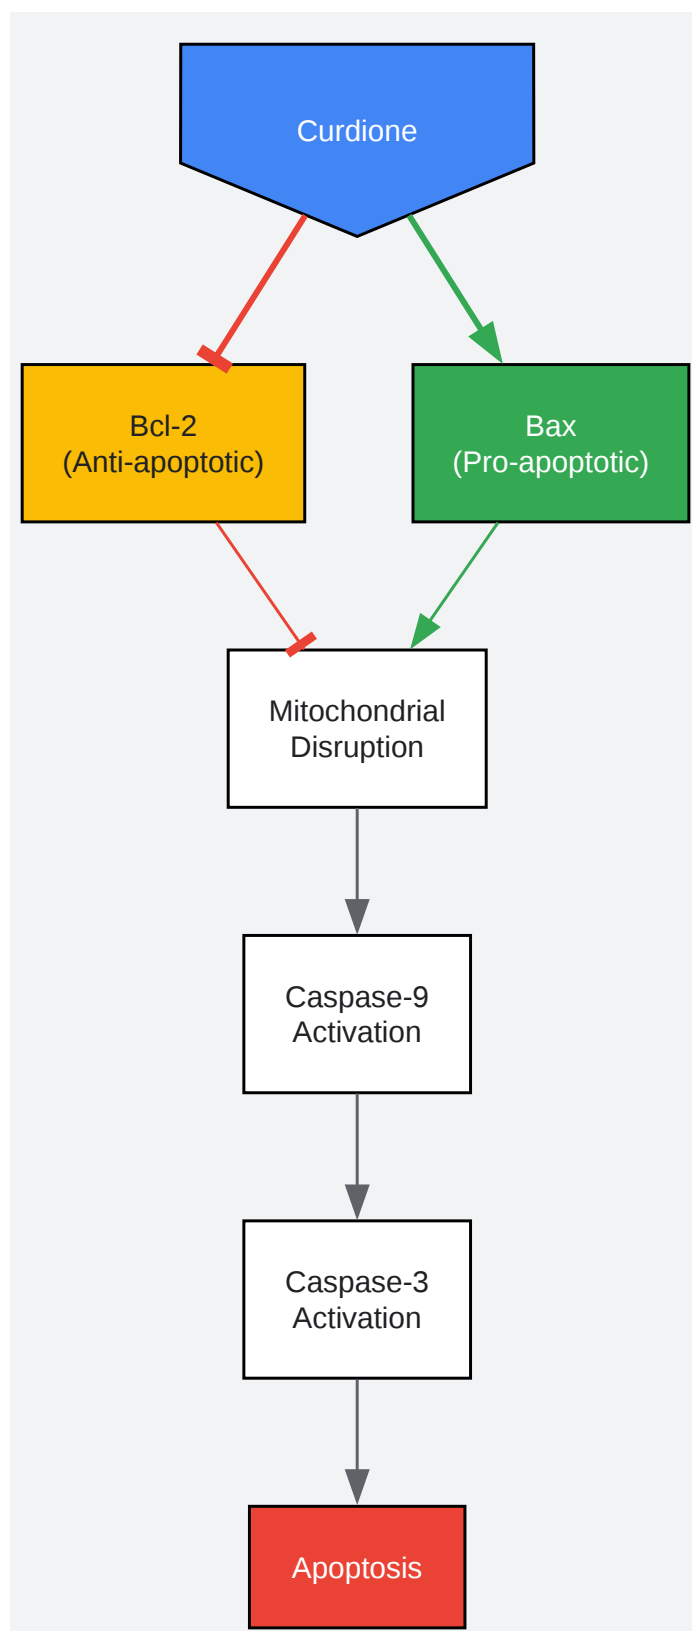 Curdione
Bcl-2
(Anti-apoptotic)
Bax
(Pro-apoptotic)
Mitochondrial
Disruption
Caspase-9
Activation
Caspase-3
Activation
Apoptosis